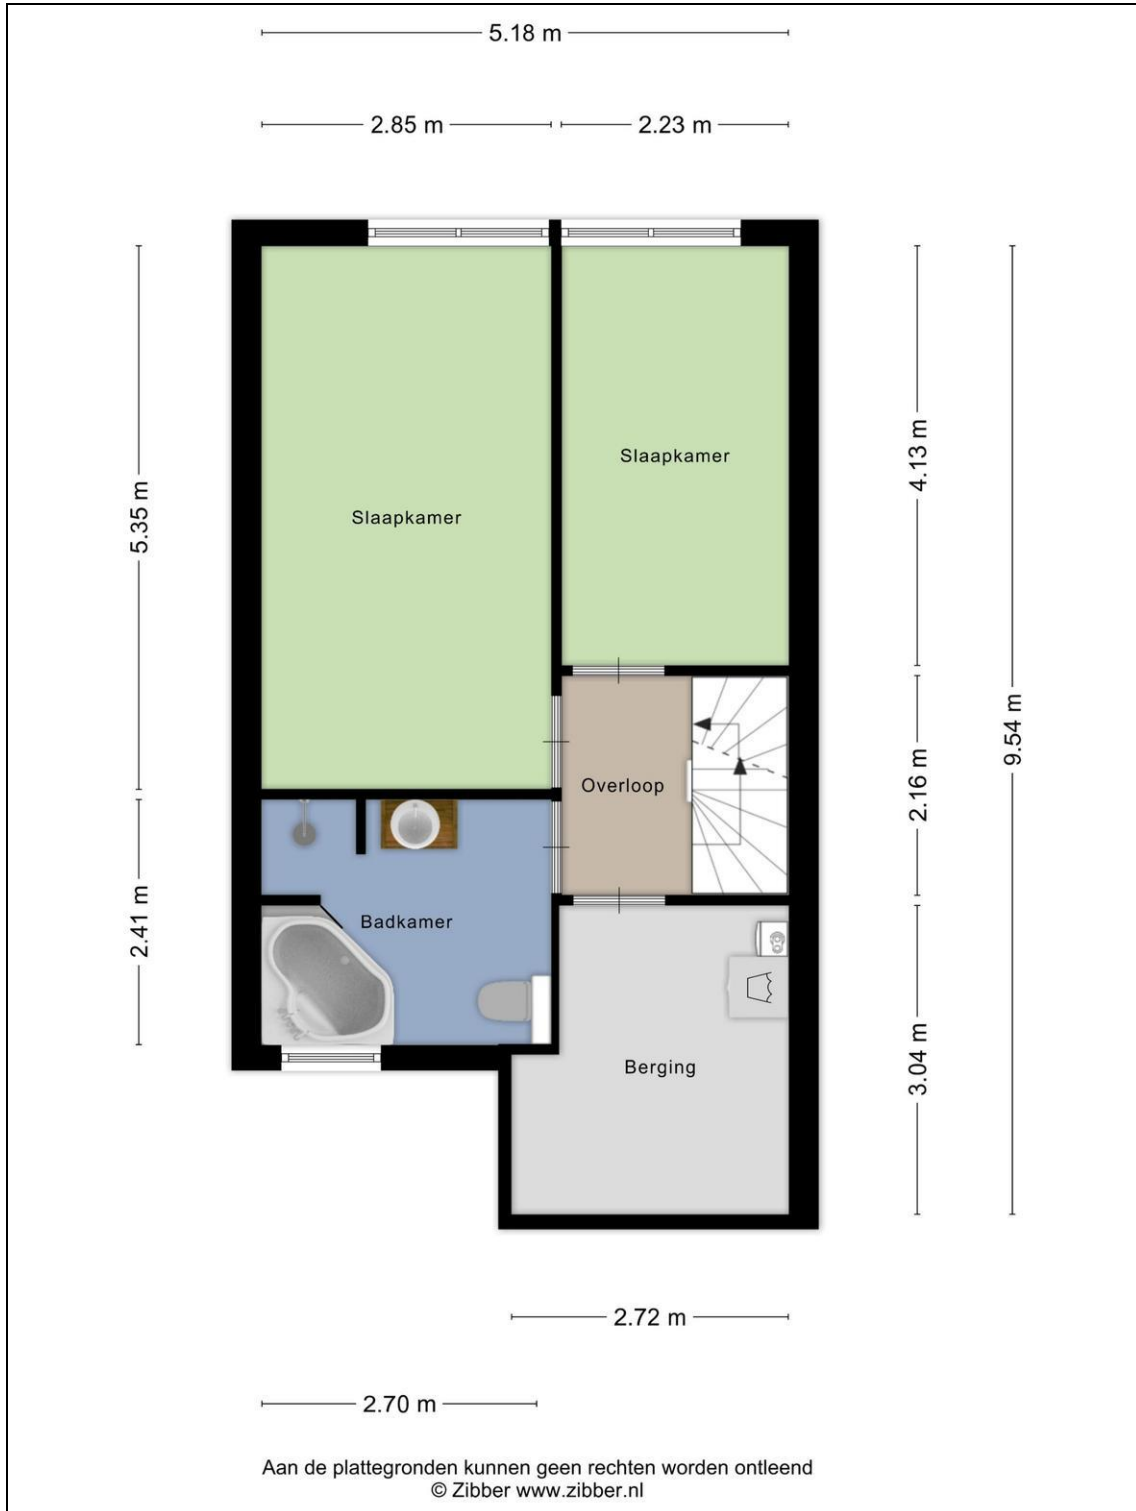 5.18 m
2.85 m
2.23 m
Slaapkamer
4.13 m
5.35 m
Slaapkamer
9.54 m
Overloop
2.16 m
2.41 m
Badkamer
3.04 m
Berging
2.72 m
2.70 m
Aan de plattegronden kunnen geen rechten worden ontleend
© Zibber www.zibber.nl